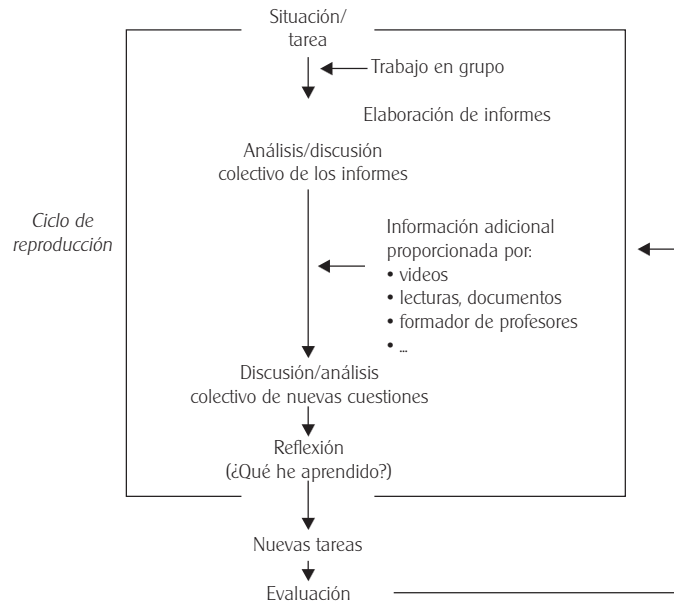 Situación/
tarea
Trabajo en grupo
Elaboración de informes
Análisis/discusión
colectivo de los informes
Ciclo de
reproducción
Información adicional
proporcionada por:
• videos
• lecturas, documentos
• formador de profesores
• ...
Discusión/análisis
colectivo de nuevas cuestiones
Reflexión
(¿Qué he aprendido?)
Nuevas tareas
Evaluación